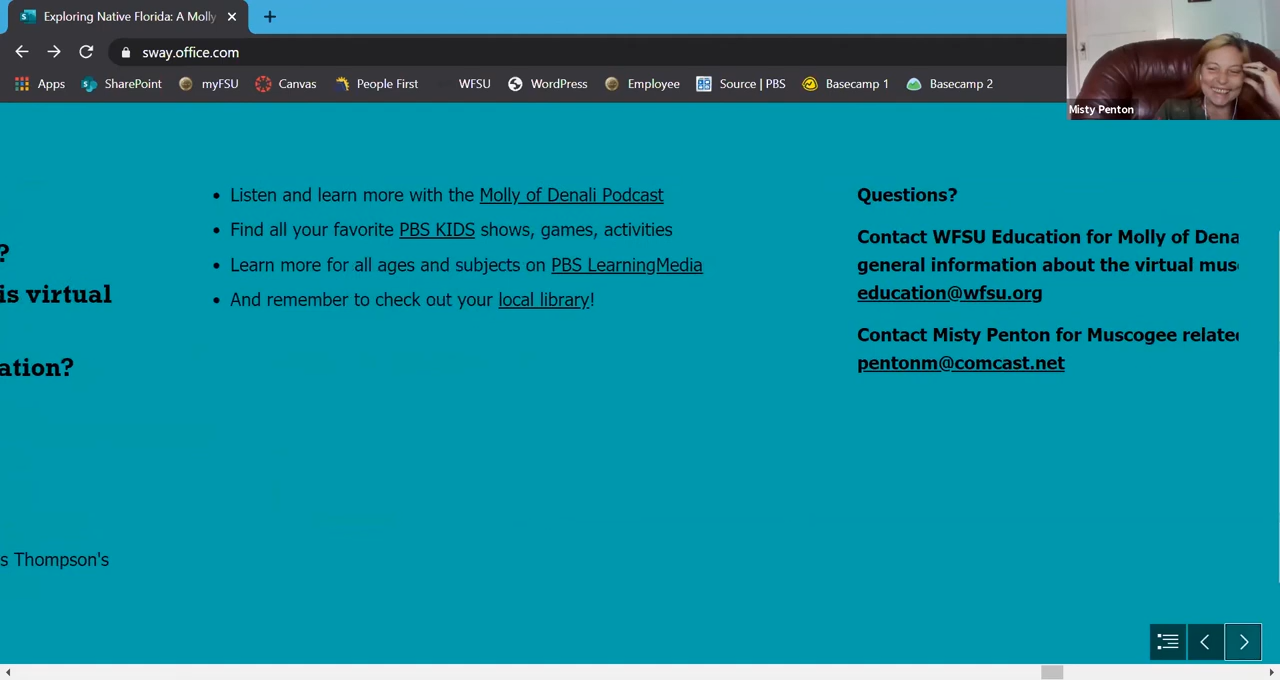 Exploring Native Florida: A Molly
sway.office.com
Apps SharePoint myFSU Canvas People First WFSU WordPress Employee Source | PBS Basecamp 1 Basecamp 2
Misty Penton
?
is virtual
ation?
s Thompson's
• Listen and learn more with the Molly of Denali Podcast
• Find all your favorite PBS KIDS shows, games, activities
• Learn more for all ages and subjects on PBS LearningMedia
• And remember to check out your local library!
Questions?
Contact WFSU Education for Molly of Dena
general information about the virtual mus
education@wfsu.org
Contact Misty Penton for Muscogee relate
pentonm@comcast.net